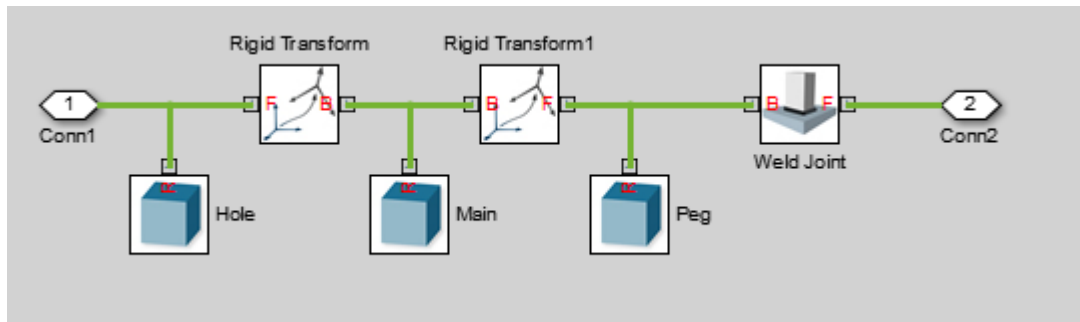 Rigid Transform
Rigid Transform1
1
F
B
B
F
B
F
2
Conn1
Conn2
Weld Joint
R
R
R
Hole
Main
Peg